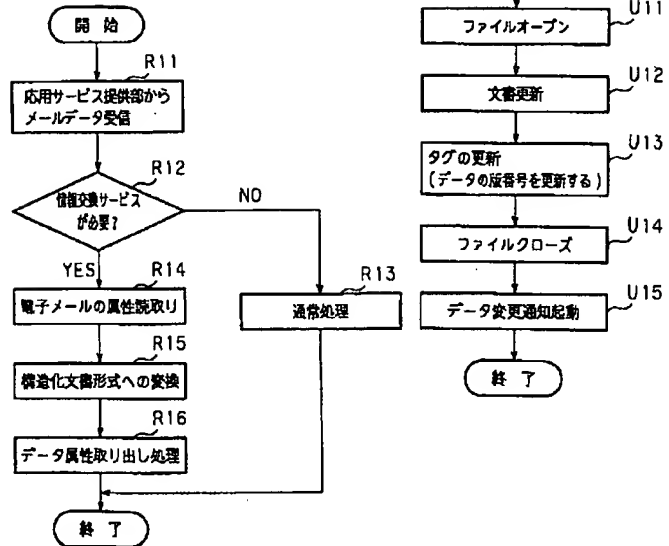 開始
R11
応用サービス提供部から
メールデータ受信
R12
情報交換サービス
が必要?
NO
YES
R14
電子メールの属性読取り
R13
通常処理
R15
構造化文書形式への変換
R16
データ属性取り出し処理
終了
U11
ファイルオープン
U12
文書更新
U13
タグの更新
(データの版番号を更新する)
U14
ファイルクローズ
U15
データ変更通知起動
終了